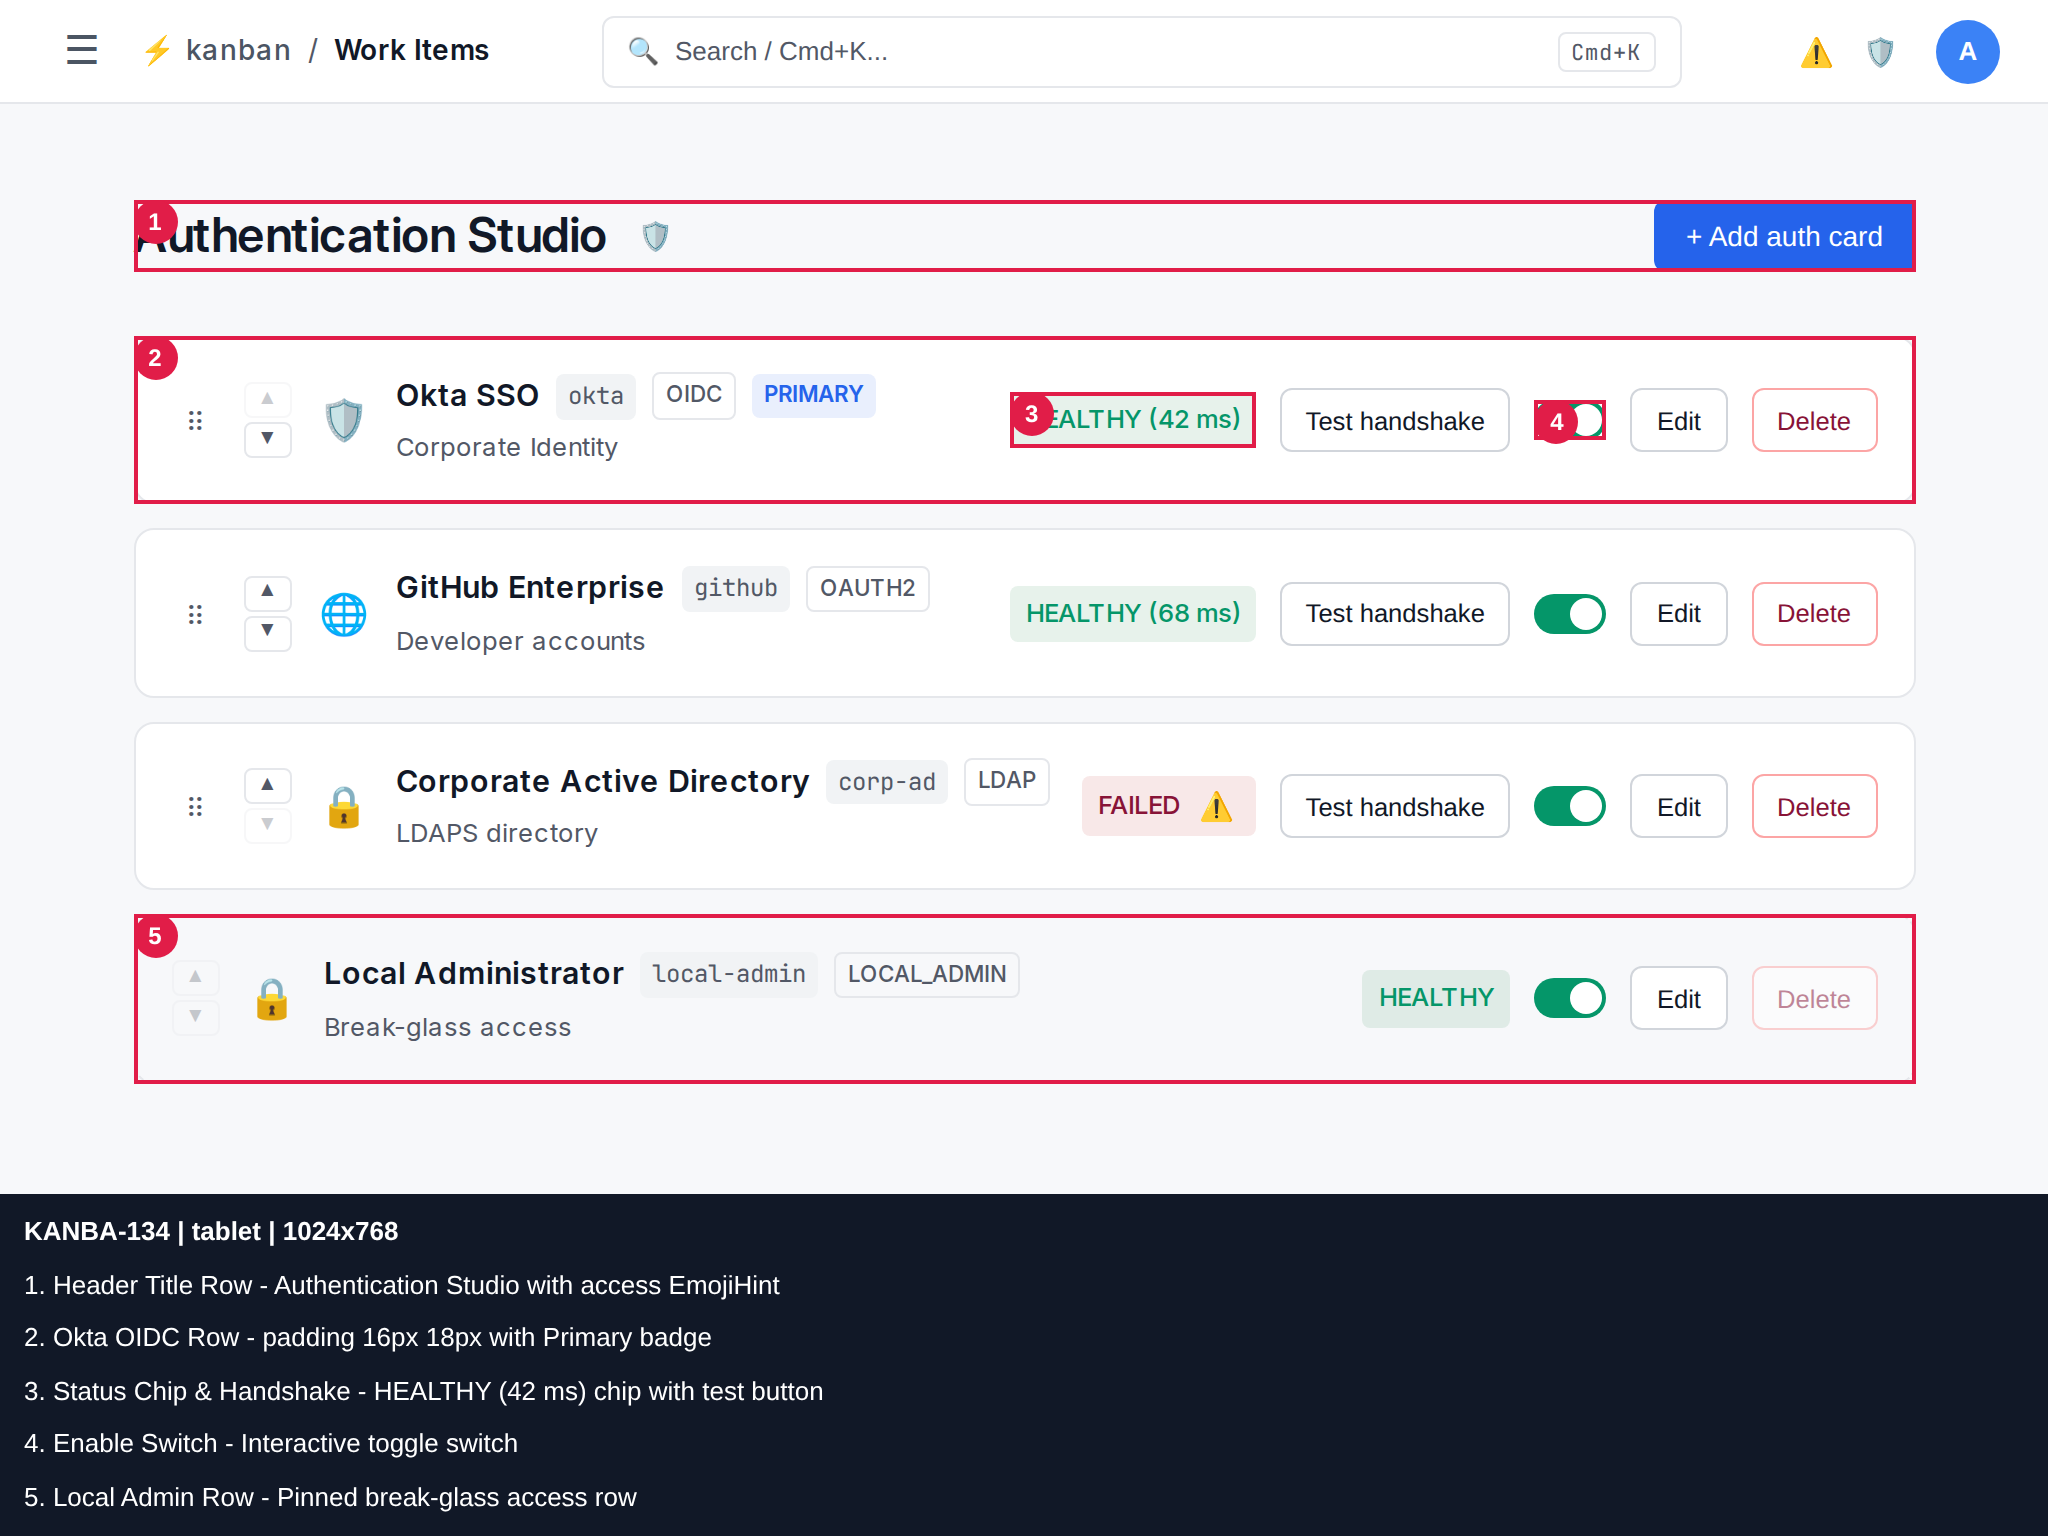 kanban / Work Items
Search / Cmd+K...
Cmd+K
A
1
Authentication Studio
+ Add auth card
2
Okta SSO okta OIDC PRIMARY
Corporate Identity
3
EALTHY (42 ms)
Test handshake
4
Edit
Delete
GitHub Enterprise github OAUTH2
Developer accounts
HEALTHY (68 ms)
Test handshake
Edit
Delete
Corporate Active Directory corp-ad LDAP
LDAPS directory
FAILED
Test handshake
Edit
Delete
5
Local Administrator local-admin LOCAL_ADMIN
Break-glass access
HEALTHY
Edit
Delete
KANBA-134 | tablet | 1024x768
1. Header Title Row - Authentication Studio with access EmojiHint
2. Okta OIDC Row - padding 16px 18px with Primary badge
3. Status Chip & Handshake - HEALTHY (42 ms) chip with test button
4. Enable Switch - Interactive toggle switch
5. Local Admin Row - Pinned break-glass access row